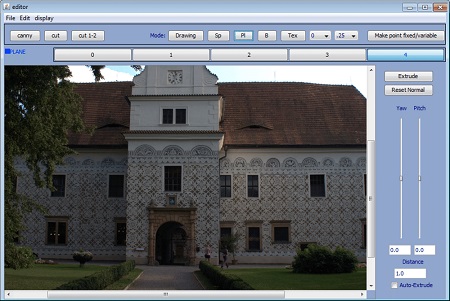 editor
File Edit display
canny cut cut 1-2 Mode: Drawing Sp Pl B Tex 0 .25 Make point fixed/variable
PLANE 0 1 2 3 4
Extrude
Reset Normal
Yaw Pitch
0.0 0.0
Distance
1.0
Auto-Extrude